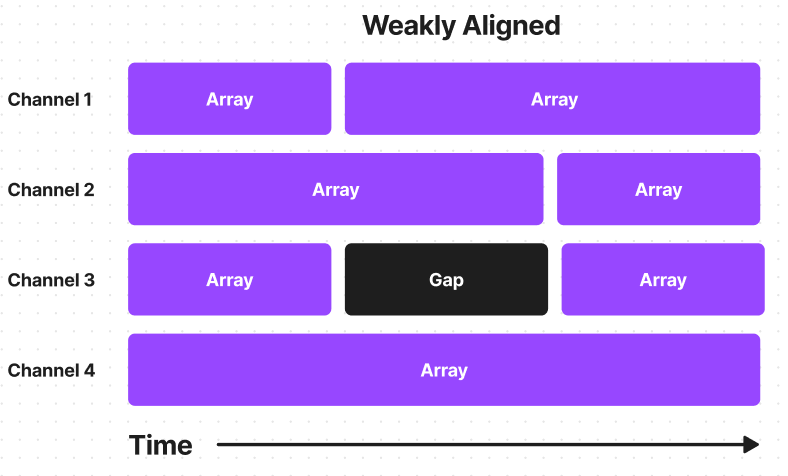 Weakly Aligned
Channel 1 Array Array
Channel 2 Array Array
Channel 3 Array Gap Array
Channel 4 Array
Time